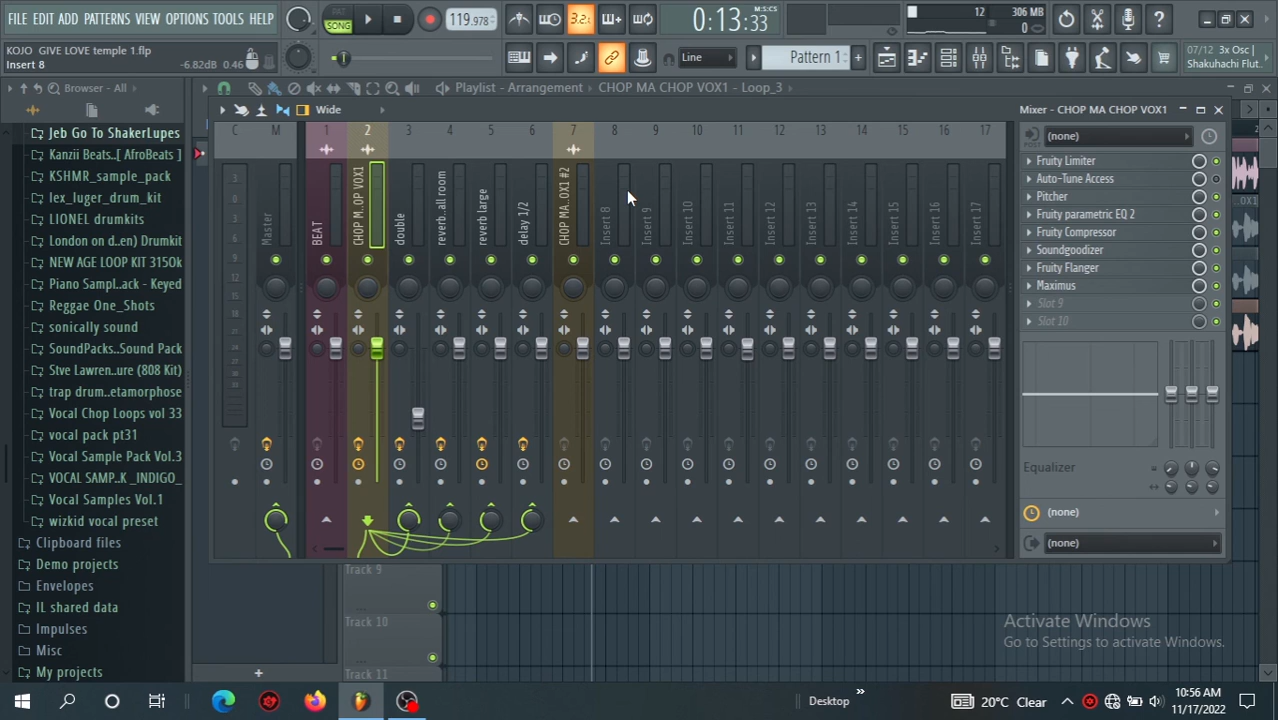 FILE EDIT ADD PATTERNS VIEW OPTIONS TOOLS HELP
PAT
SONG
119.978
3.2.
0:13:33
M:S:CS
12
306 MB
0
KOJO GIVE LOVE temple 1.flp
Insert 8
-6.82dB 0.46
Line
Pattern 1
07/12 3x Osc |
Shakuhachi Flut..
Browser - All
Playlist - Arrangement
CHOP MA CHOP VOX1 - Loop_3
Jeb Go To ShakerLupes
Kanzii Beats..[ AfroBeats ]
KSHMR_sample_pack
lex_luger_drum_kit
LIONEL drumkits
London on d..en) Drumkit
NEW AGE LOOP KIT 3150k
Piano Sampl..ack - Keyed
Reggae One_Shots
sonically sound
SoundPacks..Sound Pack
Stve Lawren..ure (808 Kit)
trap drum..etamorphose
Vocal Chop Loops vol 33
vocal pack pt31
Vocal Sample Pack Vol.3
VOCAL SAMP..K _INDIGO_
Vocal Samples Vol.1
wizkid vocal preset
Clipboard files
Demo projects
Envelopes
IL shared data
Impulses
Misc
My projects
Wide
C M 1 2 3 4 5 6 7 8 9 10 11 12 13 14 15 16 17
Master
BEAT
CHOP M..OP VOX1
double
reverb..all room
reverb large
delay 1/2
CHOP MA..OX1 #2
Insert 8
Insert 9
Insert 10
Insert 11
Insert 12
Insert 13
Insert 14
Insert 15
Insert 16
Insert 17
Mixer - CHOP MA CHOP VOX1
POST
(none)
Fruity Limiter
Auto-Tune Access
Pitcher
Fruity parametric EQ 2
Fruity Compressor
Soundgoodizer
Fruity Flanger
Maximus
Slot 9
Slot 10
Equalizer
(none)
(none)
Track 9
Track 10
Track 11
Activate Windows
Go to Settings to activate Windows.
Desktop
20°C Clear
10:56 AM
11/17/2022